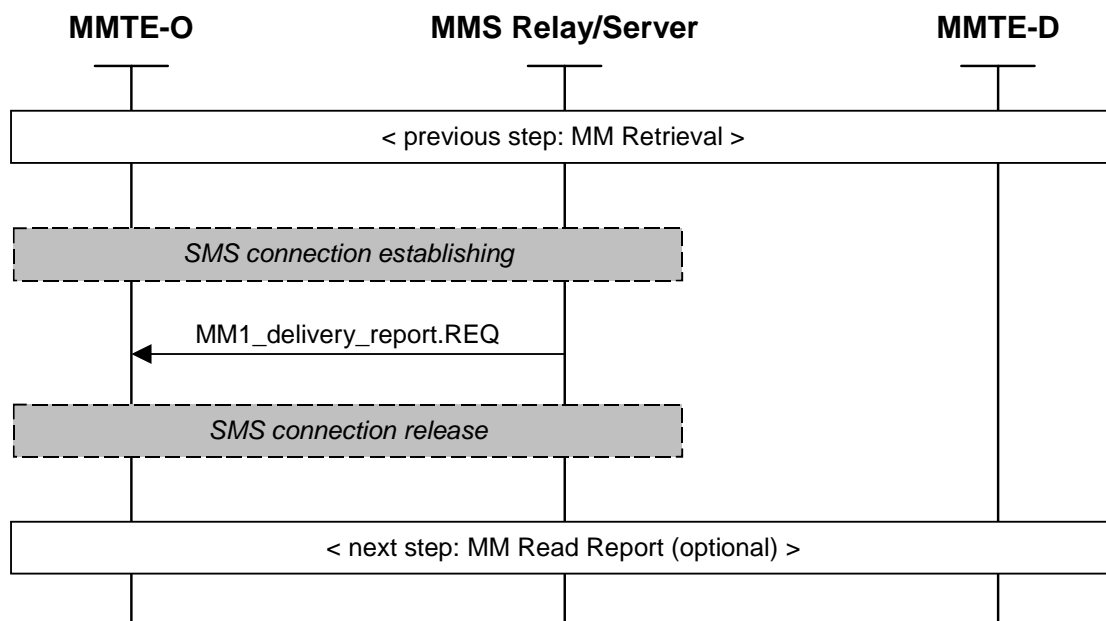 MMTE-O
MMS Relay/Server
MMTE-D
< previous step: MM Retrieval >
SMS connection establishing
MM1_delivery_report.REQ
SMS connection release
< next step: MM Read Report (optional) >